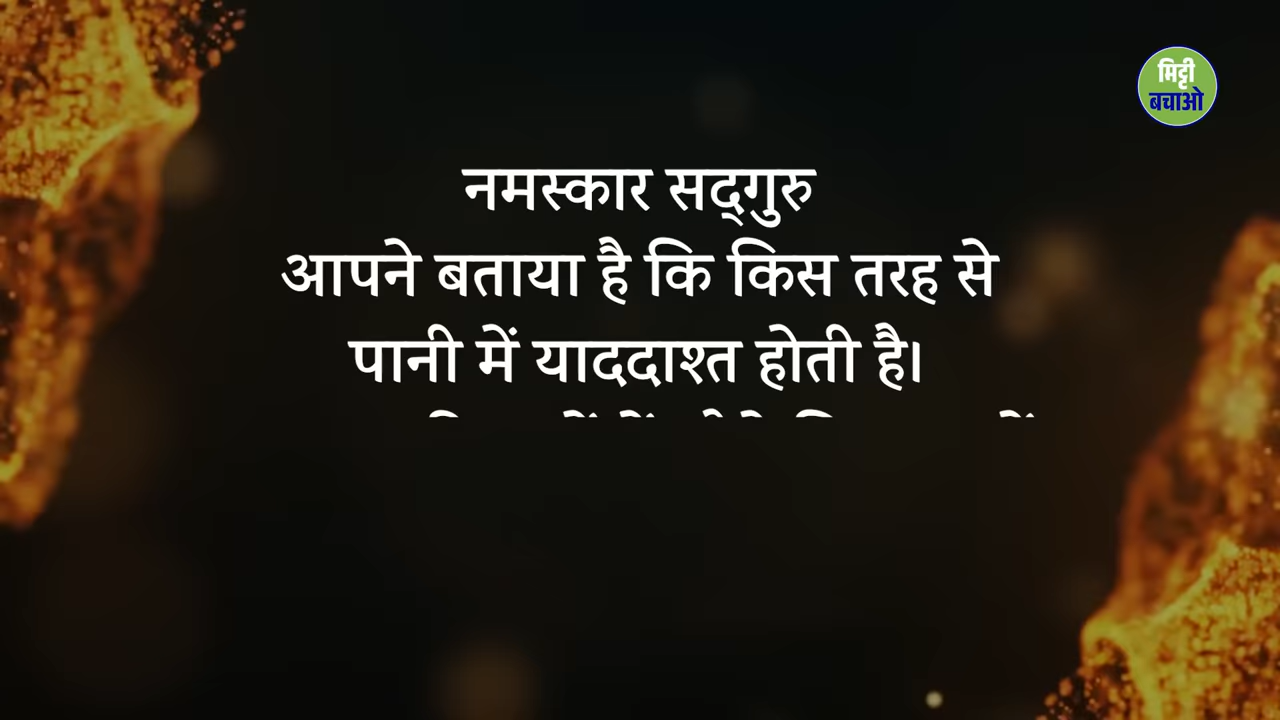 मिट्टी
बचाओ
नमस्कार सद्‌गुरु
आपने बताया है कि किस तरह से
पानी में याददाश्त होती है।